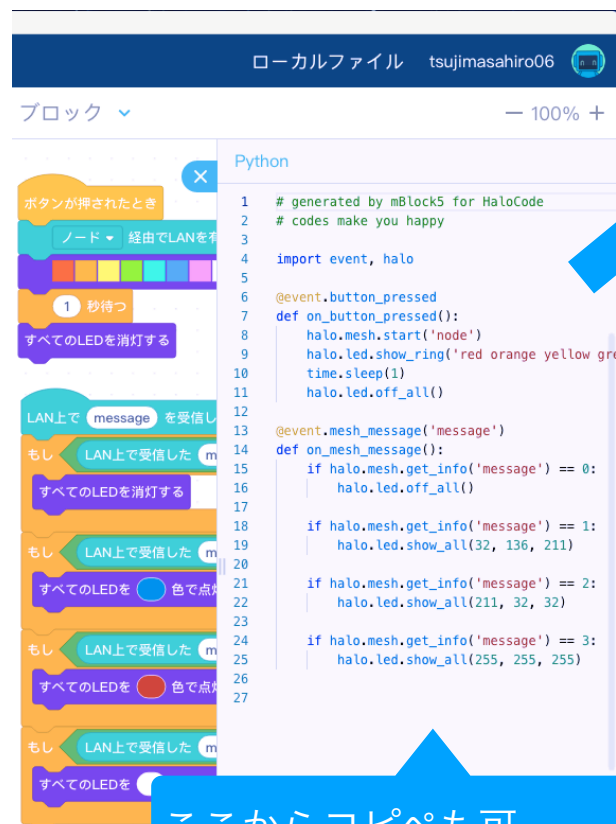 ローカルファイル tsujimasahiro06
ブロック
— 100% +
Python
ボタンが押されたとき
ノード 経由でLANを有
1 秒待つ
すべてのLEDを消灯する
LAN上で message を受信し
もし LAN上で受信した m
すべてのLEDを消灯する
もし LAN上で受信した m
すべてのLEDを 色で点灯
もし LAN上で受信した m
すべてのLEDを 色で点灯
もし LAN上で受信した m
すべてのLEDを
1 # generated by mBlock5 for HaloCode
2 # codes make you happy
3
4 import event, halo
5
6 @event.button_pressed
7 def on_button_pressed():
8 halo.mesh.start('node')
9 halo.led.show_ring('red orange yellow gre
10 time.sleep(1)
11 halo.led.off_all()
12
13 @event.mesh_message('message')
14 def on_mesh_message():
15 if halo.mesh.get_info('message') == 0:
16 halo.led.off_all()
17
18 if halo.mesh.get_info('message') == 1:
19 halo.led.show_all(32, 136, 211)
20
21 if halo.mesh.get_info('message') == 2:
22 halo.led.show_all(211, 32, 32)
23
24 if halo.mesh.get_info('message') == 3:
25 halo.led.show_all(255, 255, 255)
26
27
ここからコピペも可